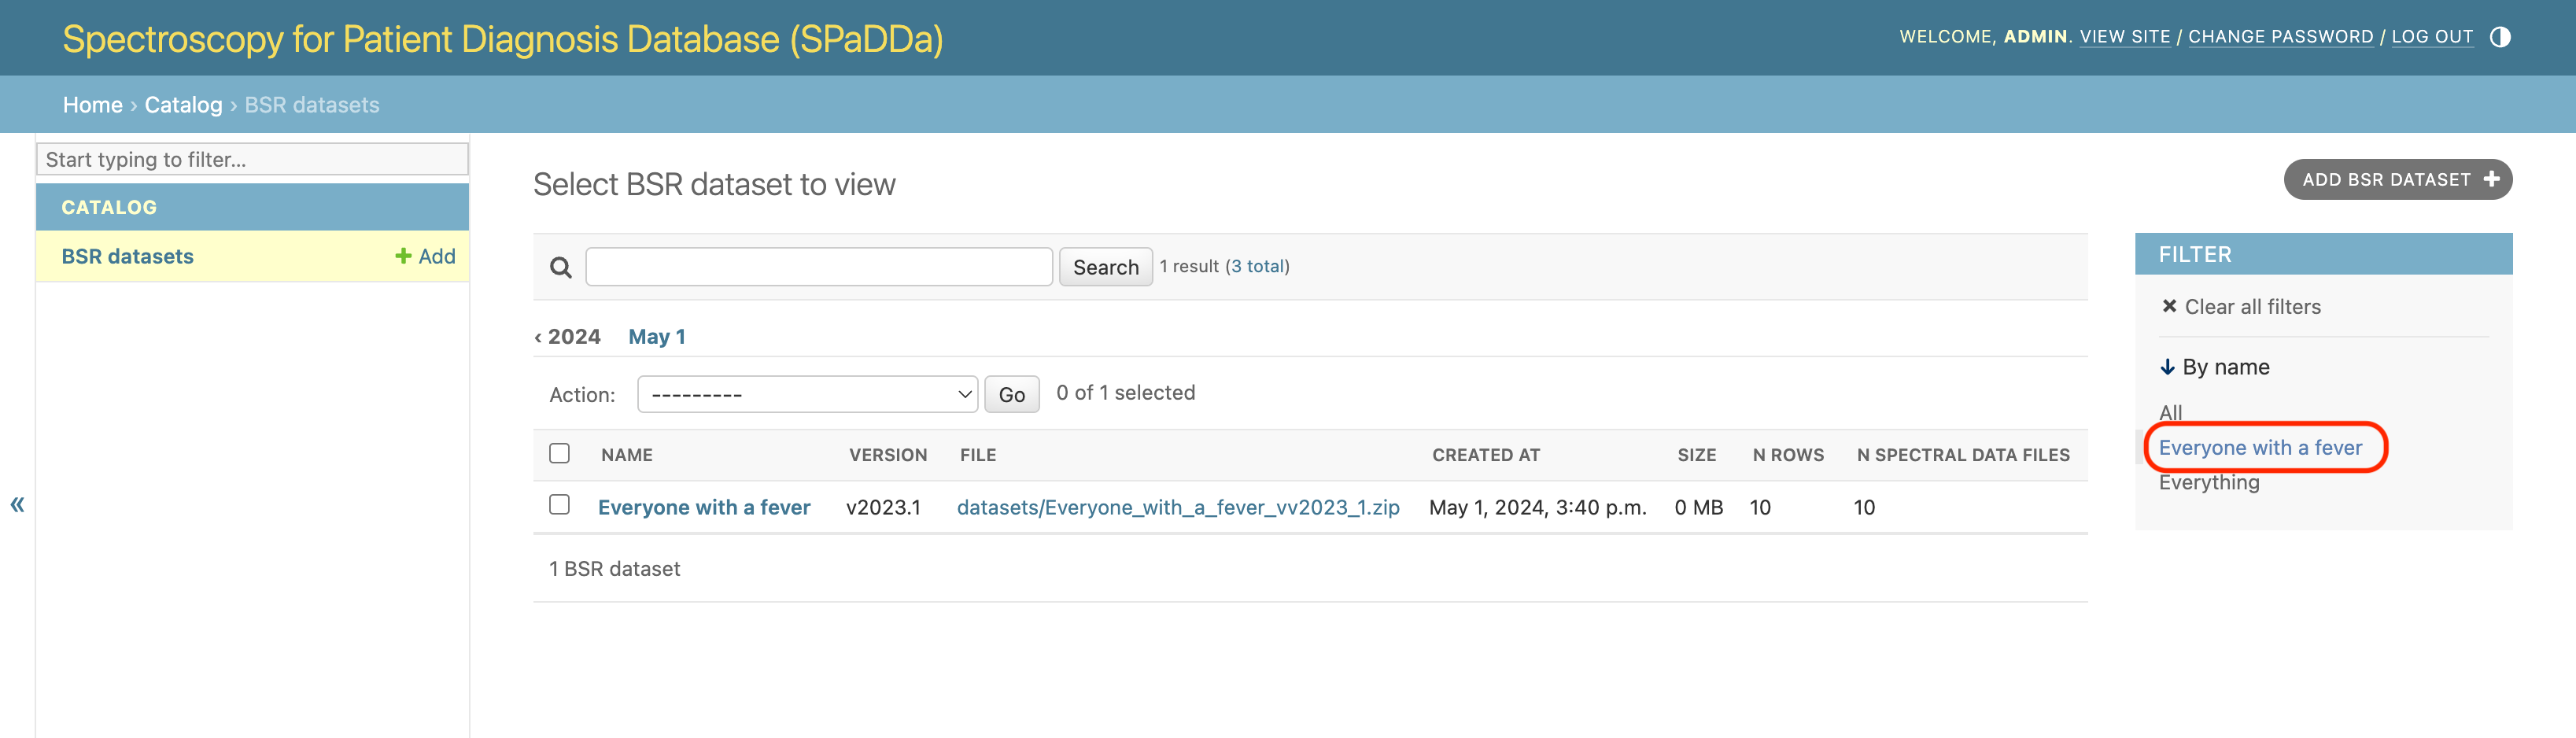 Spectroscopy for Patient Diagnosis Database (SPaDDa)
WELCOME, ADMIN. VIEW SITE / CHANGE PASSWORD / LOG OUT
Home › Catalog › BSR datasets
Start typing to filter...
CATALOG
BSR datasets + Add
Select BSR dataset to view
ADD BSR DATASET +
Search 1 result (3 total)
‹ 2024 May 1
Action: --------- Go 0 of 1 selected
NAME VERSION FILE CREATED AT SIZE N ROWS N SPECTRAL DATA FILES
Everyone with a fever v2023.1 datasets/Everyone_with_a_fever_vv2023_1.zip May 1, 2024, 3:40 p.m. 0 MB 10 10
1 BSR dataset
FILTER
Clear all filters
↓ By name
All
Everyone with a fever
Everything
«